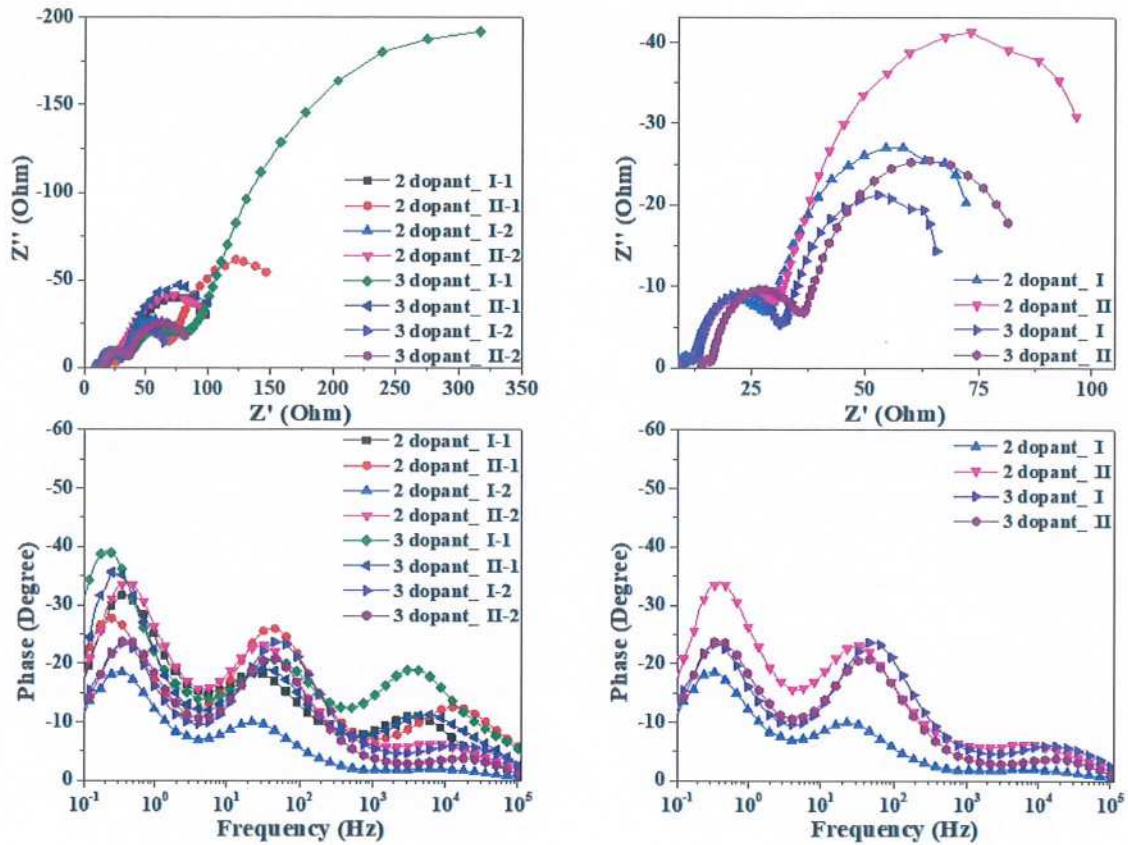 -200
-150
-100
-50
0
Z'' (Ohm)
2 dopant_ I-1
2 dopant_ II-1
2 dopant_ I-2
2 dopant_ II-2
3 dopant_ I-1
3 dopant_ II-1
3 dopant_ I-2
3 dopant_ II-2
0 50 100 150 200 250 300 350
Z' (Ohm)
-40
-30
-20
-10
0
Z'' (Ohm)
2 dopant_ I
2 dopant_ II
3 dopant_ I
3 dopant_ II
25 50 75 100
Z' (Ohm)
-60
-50
-40
-30
-20
-10
0
Phase (Degree)
2 dopant_ I-1
2 dopant_ II-1
2 dopant_ I-2
2 dopant_ II-2
3 dopant_ I-1
3 dopant_ II-1
3 dopant_ I-2
3 dopant_ II-2
10⁻¹ 10⁰ 10¹ 10² 10³ 10⁴ 10⁵
Frequency (Hz)
-60
-50
-40
-30
-20
-10
0
Phase (Degree)
2 dopant_ I
2 dopant_ II
3 dopant_ I
3 dopant_ II
10⁻¹ 10⁰ 10¹ 10² 10³ 10⁴ 10⁵
Frequency (Hz)